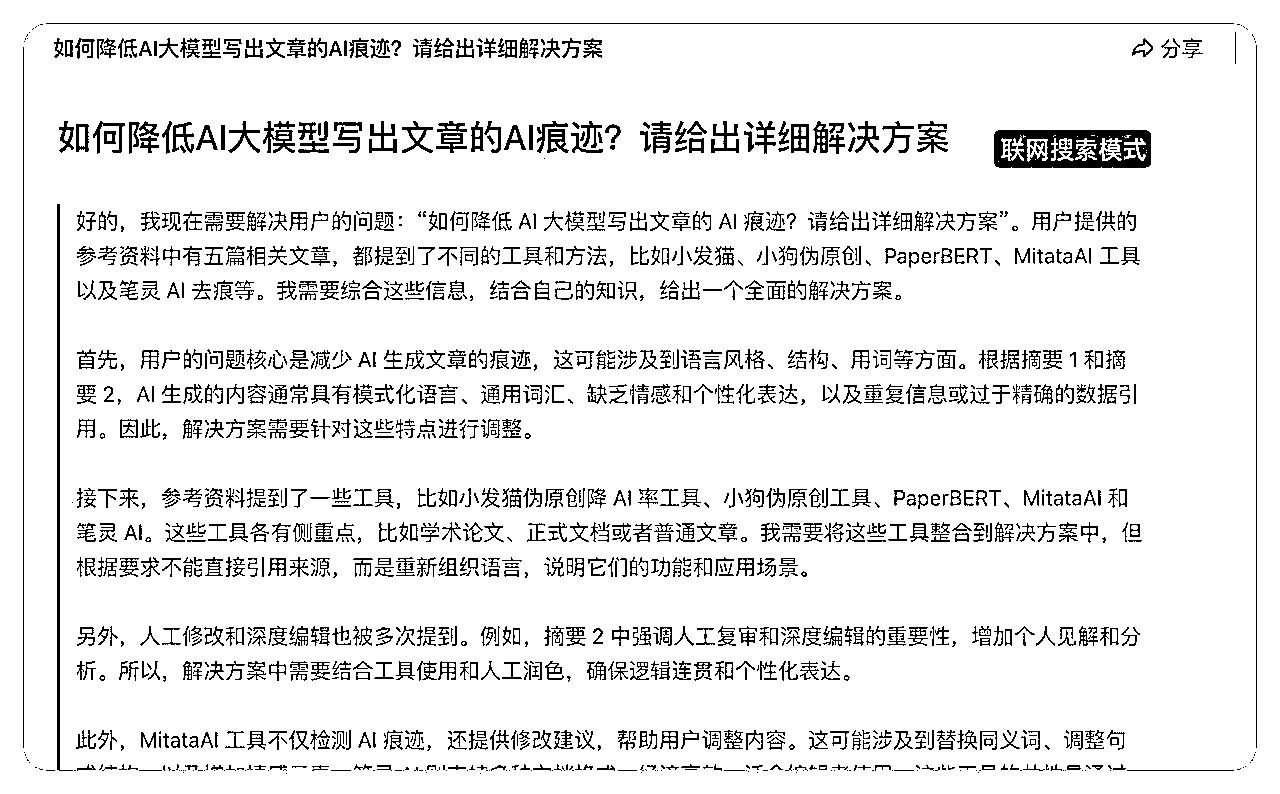 如何降低AI大模型写出文章的AI痕迹？请给出详细解决方案
分享
如何降低AI大模型写出文章的AI痕迹？请给出详细解决方案
联网搜索模式
好的，我现在需要解决用户的问题：“如何降低 AI 大模型写出文章的 AI 痕迹？请给出详细解决方案”。用户提供的
参考资料中有五篇相关文章，都提到了不同的工具和方法，比如小发猫、小狗伪原创、PaperBERT、MitataAI 工具
以及笔灵 AI 去痕等。我需要综合这些信息，结合自己的知识，给出一个全面的解决方案。
首先，用户的问题核心是减少 AI 生成文章的痕迹，这可能涉及到语言风格、结构、用词等方面。根据摘要 1 和摘
要 2，AI 生成的内容通常具有模式化语言、通用词汇、缺乏情感和个性化表达，以及重复信息或过于精确的数据引
用。因此，解决方案需要针对这些特点进行调整。
接下来，参考资料提到了一些工具，比如小发猫伪原创降 AI 率工具、小狗伪原创工具、PaperBERT、MitataAI 和
笔灵 AI。这些工具各有侧重点，比如学术论文、正式文档或者普通文章。我需要将这些工具整合到解决方案中，但
根据要求不能直接引用来源，而是重新组织语言，说明它们的功能和应用场景。
另外，人工修改和深度编辑也被多次提到。例如，摘要 2 中强调人工复审和深度编辑的重要性，增加个人见解和分
析。所以，解决方案中需要结合工具使用和人工润色，确保逻辑连贯和个性化表达。
此外，MitataAI 工具不仅检测 AI 痕迹，还提供修改建议，帮助用户调整内容。这可能涉及到替换同义词、调整句